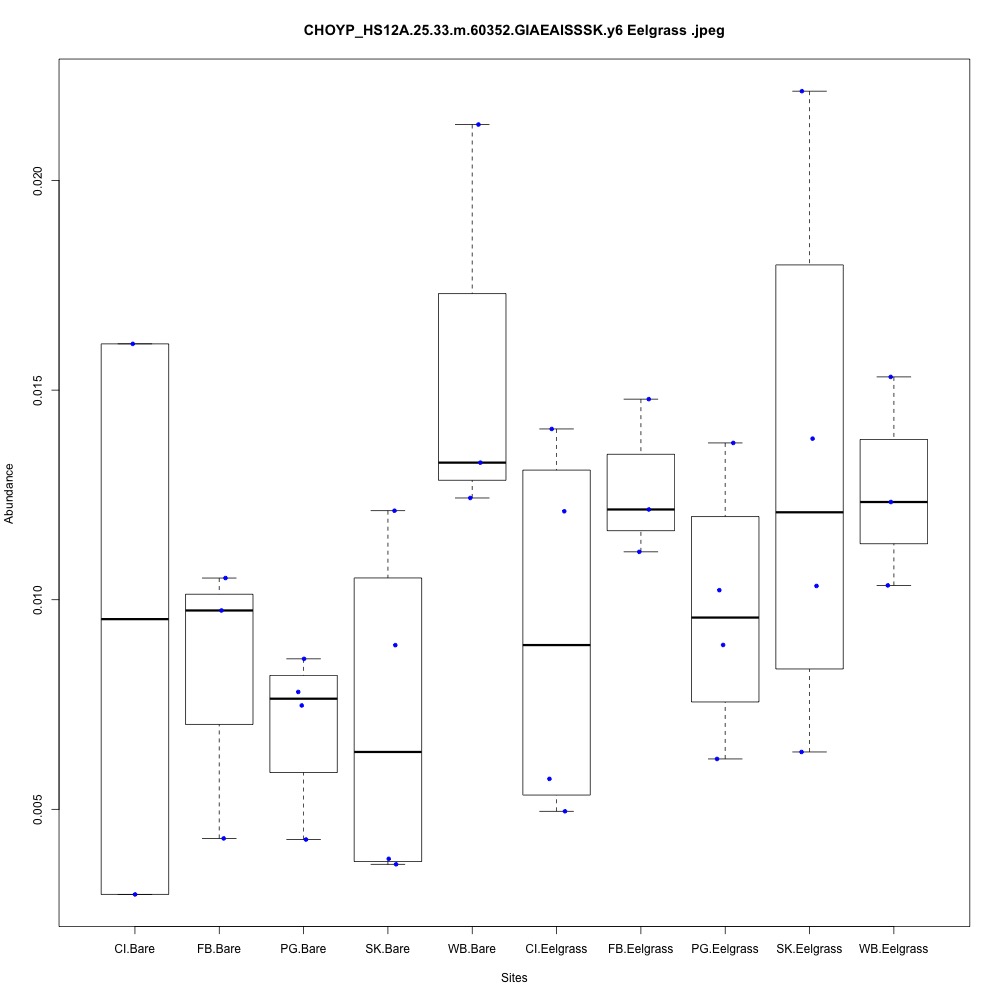 CHOYP_HS12A.25.33.m.60352.GIAEAISSSK.y6 Eelgrass .jpeg
0.020
0.015
0.010
0.005
Abundance
CI.Bare FB.Bare PG.Bare SK.Bare WB.Bare CI.Eelgrass FB.Eelgrass PG.Eelgrass SK.Eelgrass WB.Eelgrass
Sites